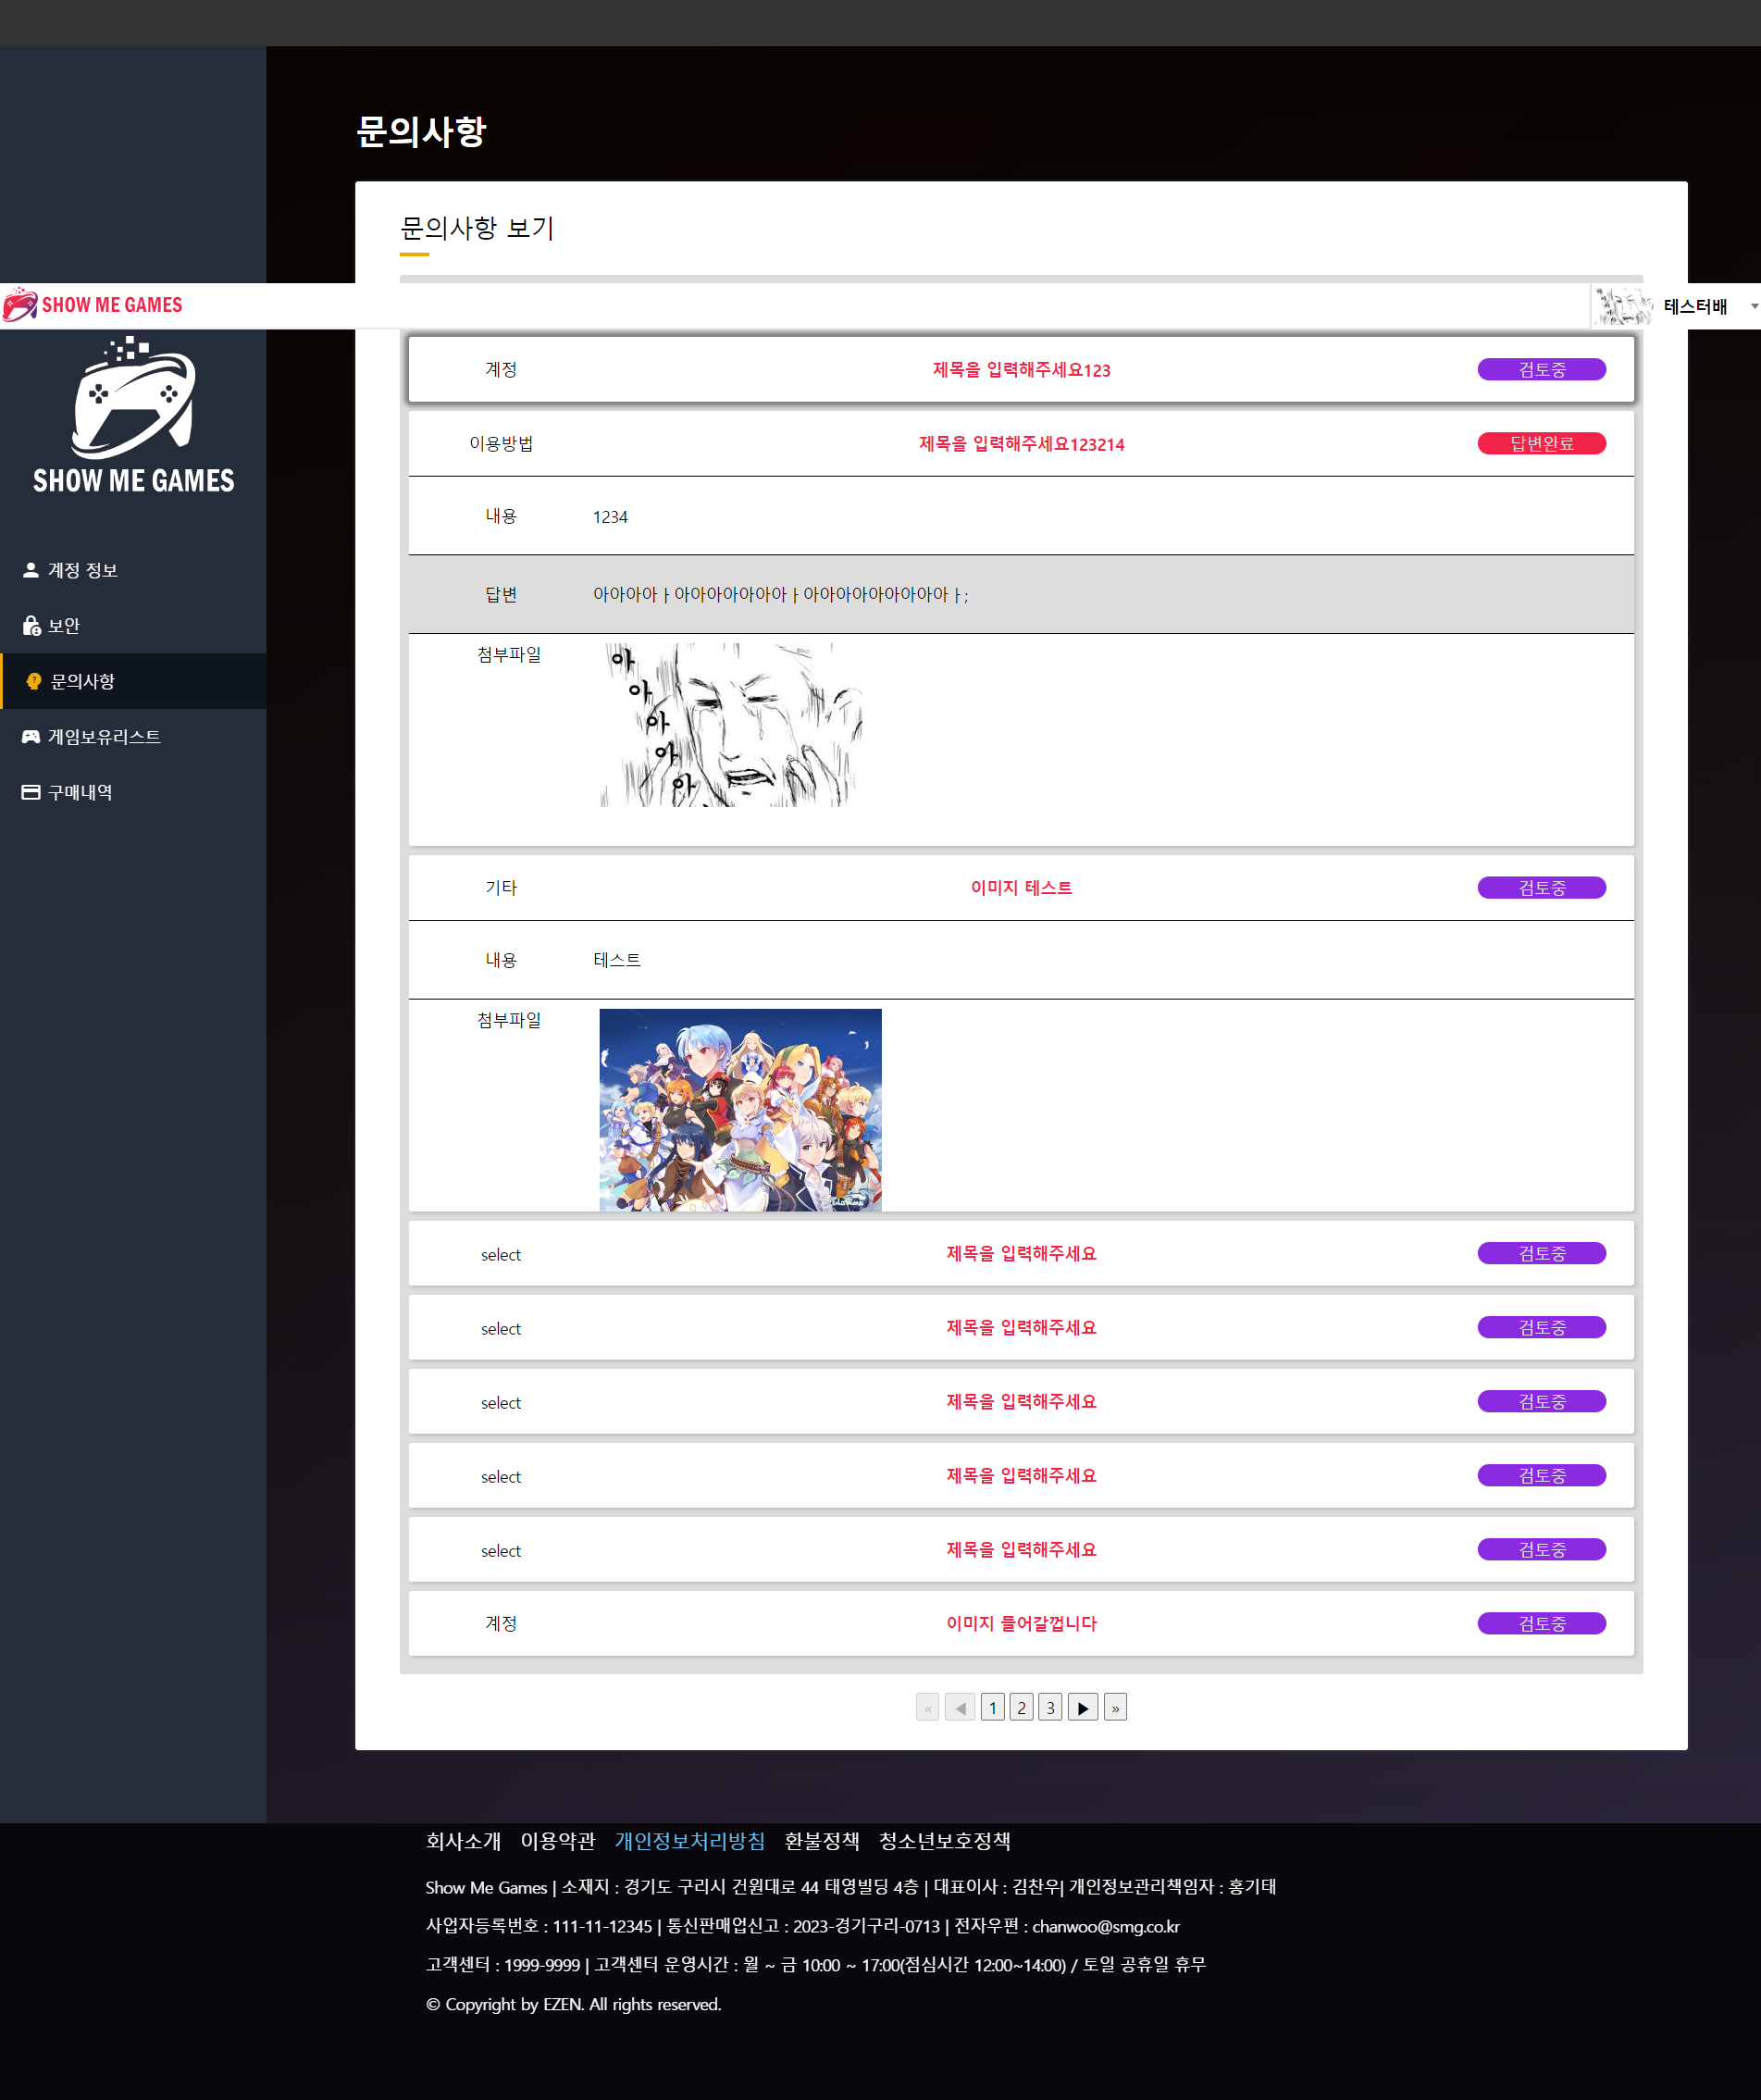 문의사항
문의사항 보기
SHOW ME GAMES
테스터배
SHOW ME GAMES
계정 정보
보안
문의사항
게임보유리스트
구매내역
계정 제목을 입력해주세요123 검토중
이용방법 제목을 입력해주세요123214 답변완료
내용 1234
답변 아아아아ㅏ아아아아아아아ㅏ아아아아아아아아아ㅏ;
첨부파일
아
아
아
아
아
기타 이미지 테스트 검토중
내용 테스트
첨부파일
select 제목을 입력해주세요 검토중
select 제목을 입력해주세요 검토중
select 제목을 입력해주세요 검토중
select 제목을 입력해주세요 검토중
select 제목을 입력해주세요 검토중
계정 이미지 들어갈껍니다 검토중
« ◀ 1 2 3 ▶ »
회사소개 이용약관 개인정보처리방침 환불정책 청소년보호정책
Show Me Games | 소재지 : 경기도 구리시 건원대로 44 태영빌딩 4층 | 대표이사 : 김찬우| 개인정보관리책임자 : 홍기태
사업자등록번호 : 111-11-12345 | 통신판매업신고 : 2023-경기구리-0713 | 전자우편 : chanwoo@smg.co.kr
고객센터 : 1999-9999 | 고객센터 운영시간 : 월 ~ 금 10:00 ~ 17:00(점심시간 12:00~14:00) / 토일 공휴일 휴무
© Copyright by EZEN. All rights reserved.